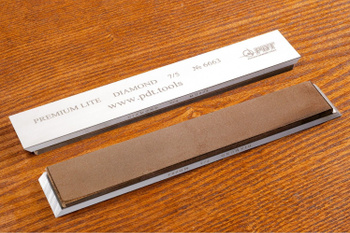 PREMIUM LITE DIAMOND 7/5 № 6663
www.pdt.tools
PDT